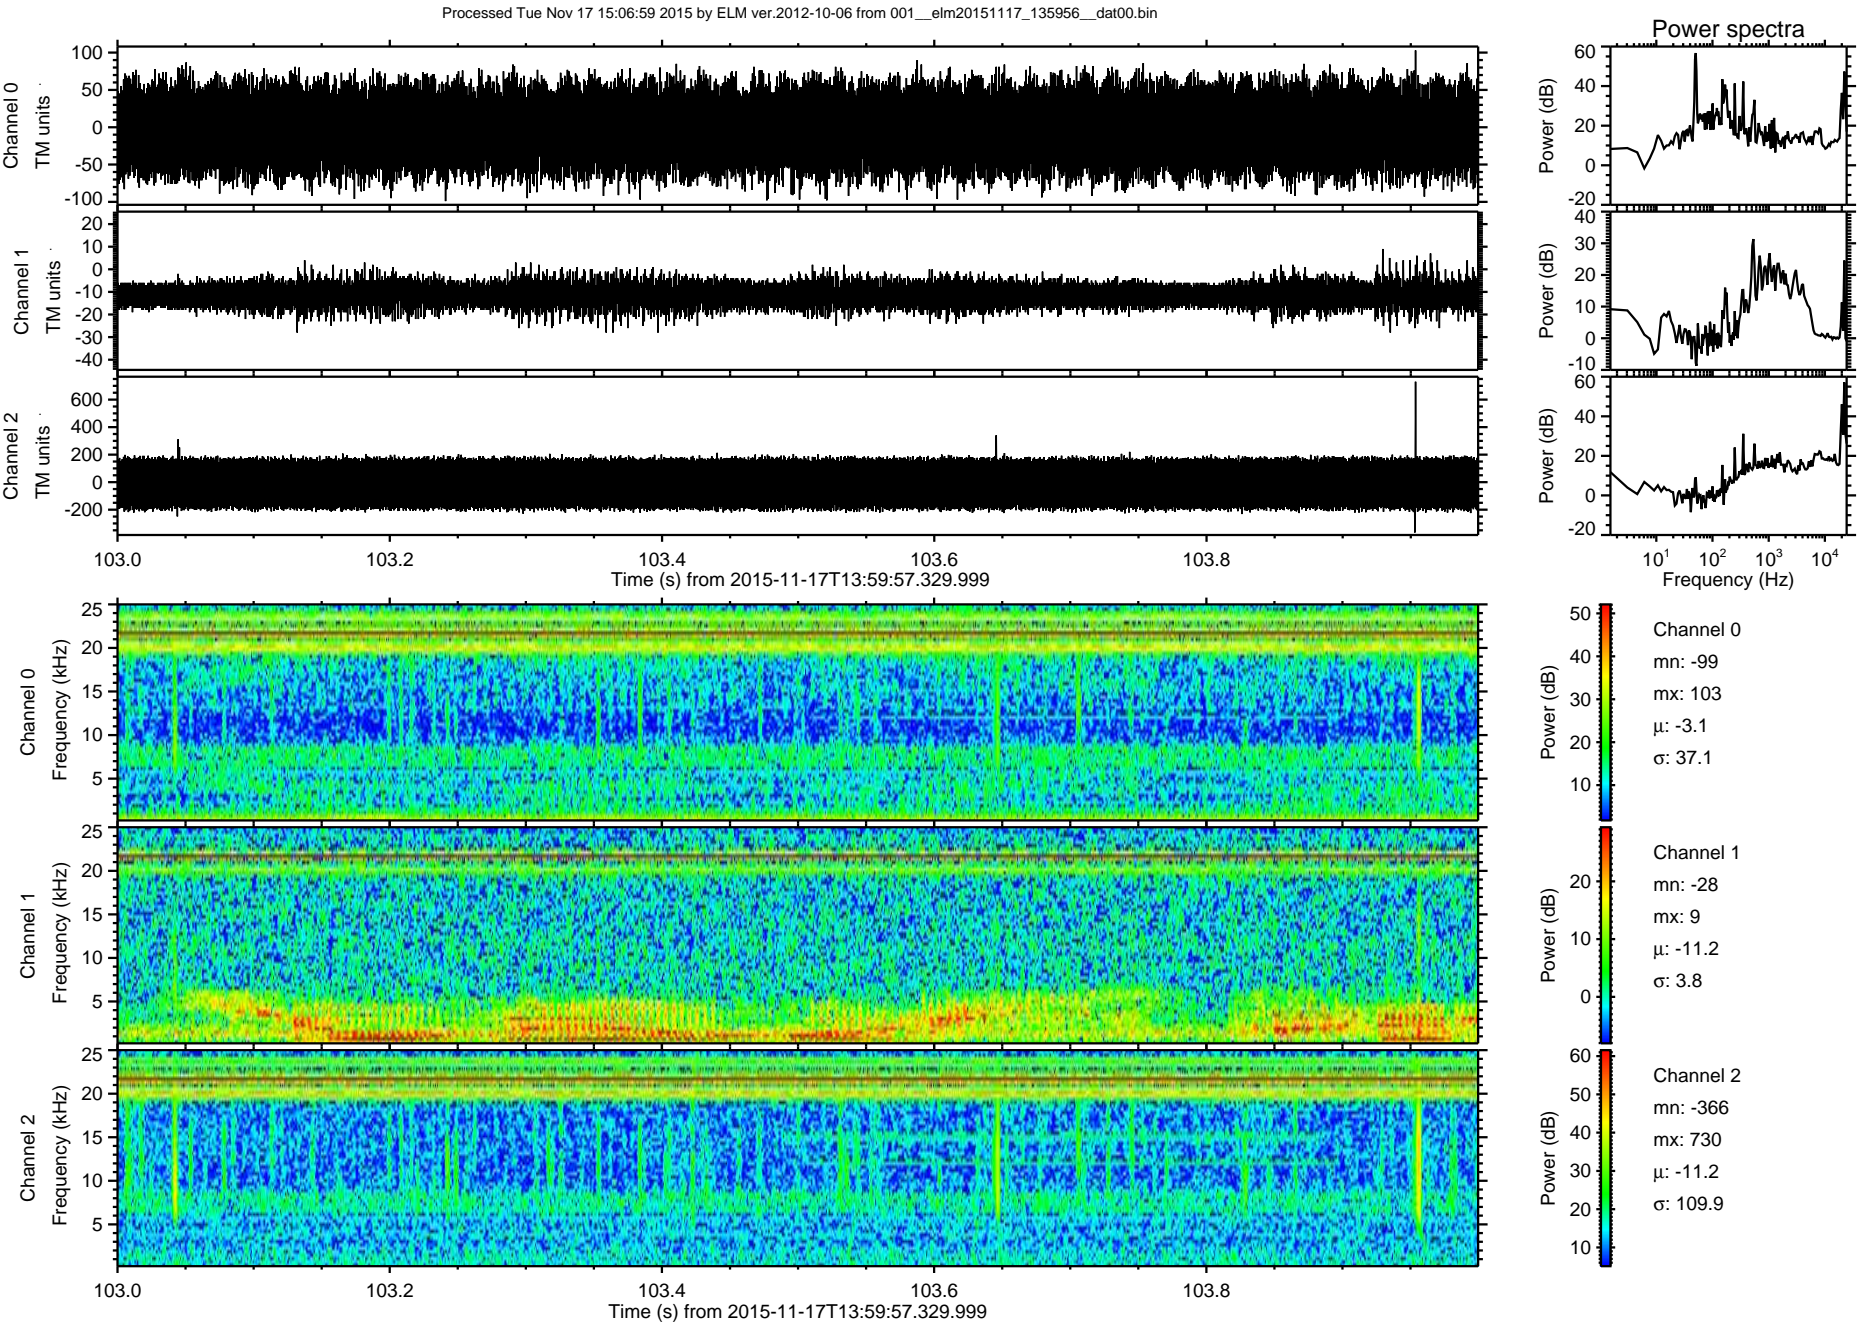 Processed Tue Nov 17 15:06:59 2015 by ELM ver.2012-10-06 from 001__elm20151117_135956__dat00.bin
Power spectra
Channel 0
TM units
100
50
0
-50
-100
Power (dB)
60
40
20
0
-20
Channel 1
TM units
20
10
0
-10
-20
-30
-40
Power (dB)
40
30
20
10
0
-10
Channel 2
TM units
600
400
200
0
-200
Power (dB)
60
40
20
0
-20
103.0 103.2 103.4 103.6 103.8
Time (s) from 2015-11-17T13:59:57.329.999
10^1 10^2 10^3 10^4
Frequency (Hz)
Channel 0
Frequency (kHz)
25
20
15
10
5
Power (dB)
50
40
30
20
10
Channel 0
mn: -99
mx: 103
μ: -3.1
σ: 37.1
Channel 1
Frequency (kHz)
25
20
15
10
5
Power (dB)
20
10
0
Channel 1
mn: -28
mx: 9
μ: -11.2
σ: 3.8
Channel 2
Frequency (kHz)
25
20
15
10
5
Power (dB)
60
50
40
30
20
10
Channel 2
mn: -366
mx: 730
μ: -11.2
σ: 109.9
103.0 103.2 103.4 103.6 103.8
Time (s) from 2015-11-17T13:59:57.329.999